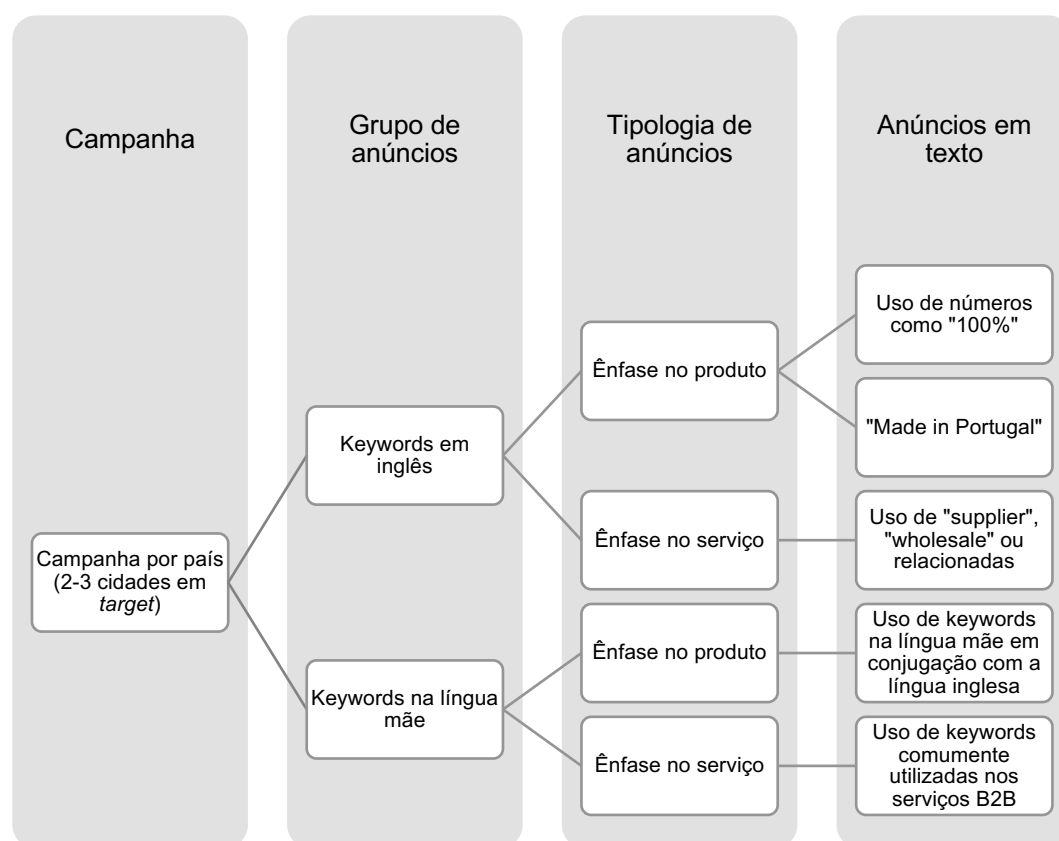 Campanha
Grupo de
anúncios
Tipologia de
anúncios
Anúncios em
texto
Campanha por país
(2-3 cidades em
target)
Keywords em
inglês
Keywords na língua
mãe
Ênfase no produto
Ênfase no serviço
Ênfase no produto
Ênfase no serviço
Uso de números
como "100%"
"Made in Portugal"
Uso de "supplier",
"wholesale" ou
relacionadas
Uso de keywords
na língua mãe em
conjugação com a
língua inglesa
Uso de keywords
comumente
utilizadas nos
serviços B2B